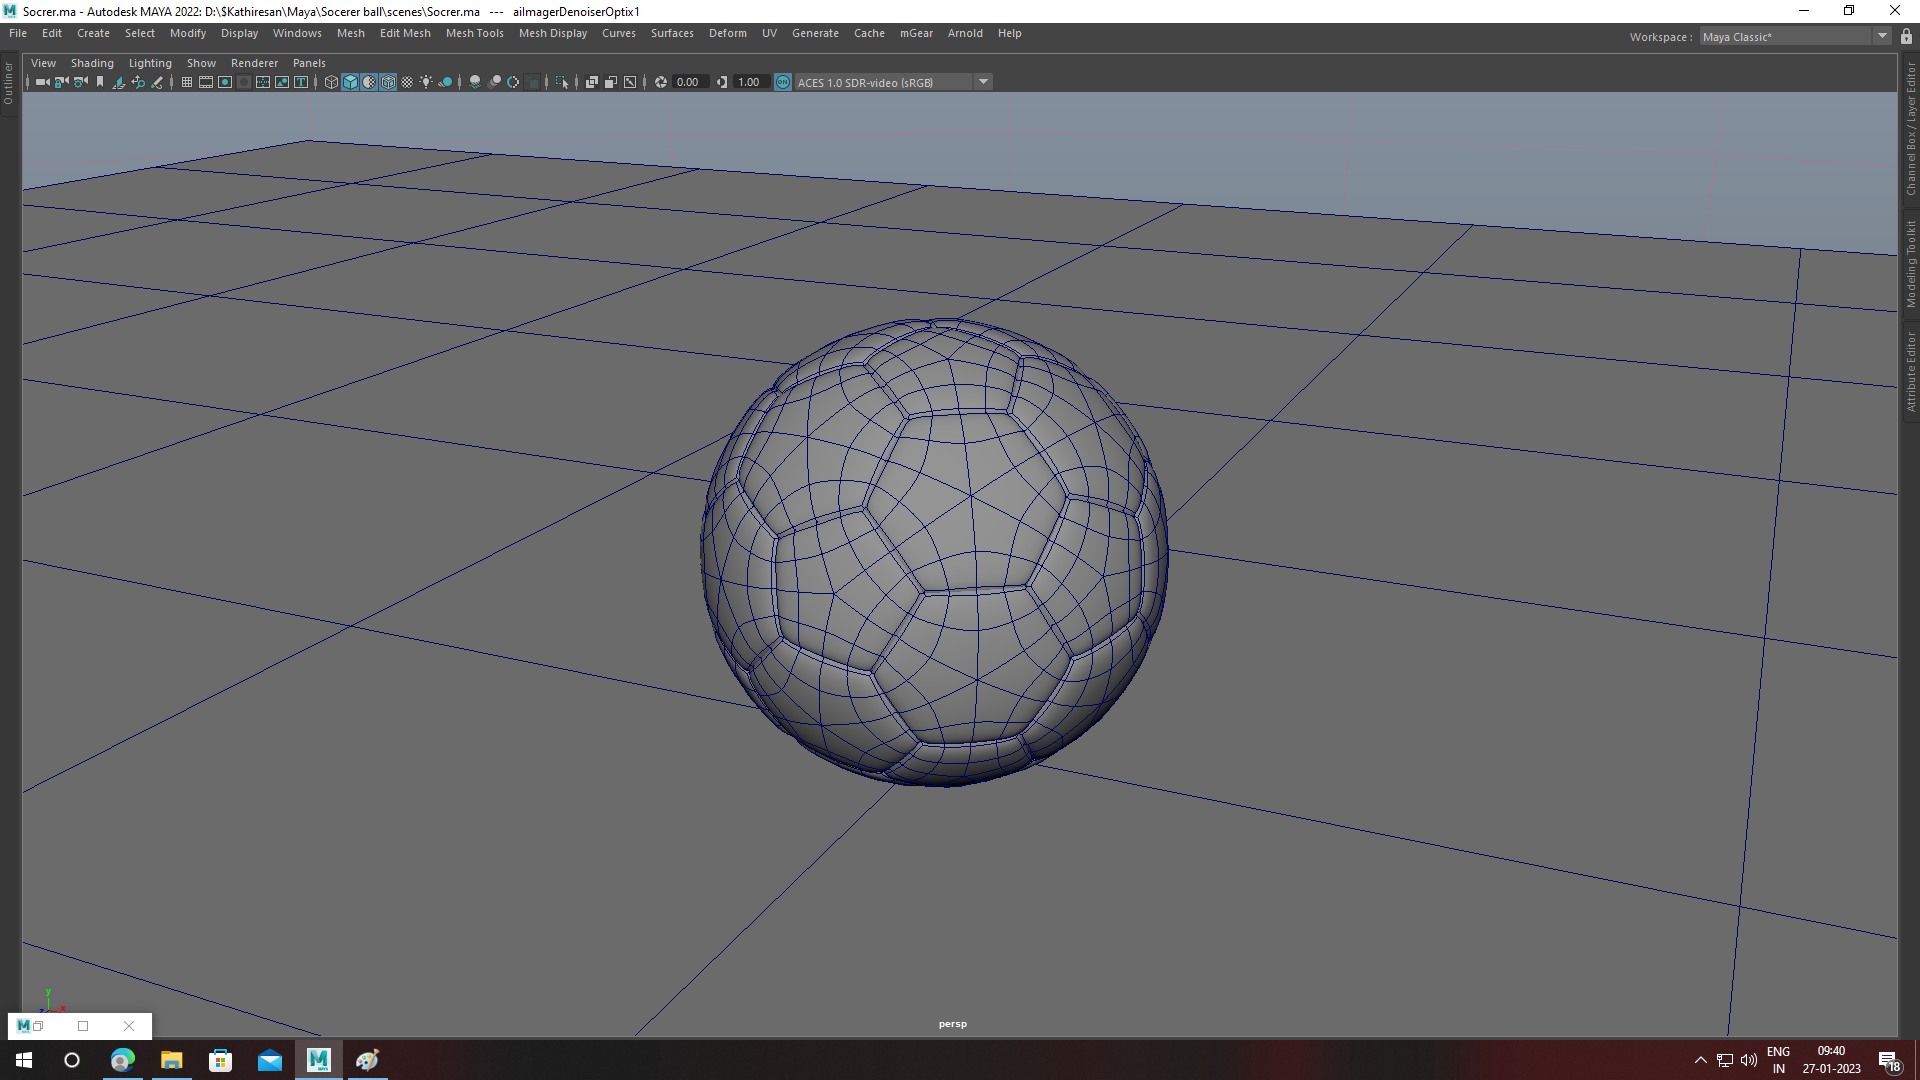 Socrer.ma - Autodesk MAYA 2022: D:\$Kathiresan\Maya\Socerer ball\scenes\Socrer.ma   ---   aiImagerDenoiserOptix1
File Edit Create Select Modify Display Windows Mesh Edit Mesh Mesh Tools Mesh Display Curves Surfaces Deform UV Generate Cache mGear Arnold Help
Workspace : Maya Classic*
View Shading Lighting Show Renderer Panels
0.00 1.00 ON ACES 1.0 SDR-video (sRGB)
Outliner
Channel Box / Layer Editor
Modeling Toolkit
Attribute Editor
y
x
persp
M
ENG
IN
09:40
27-01-2023
18